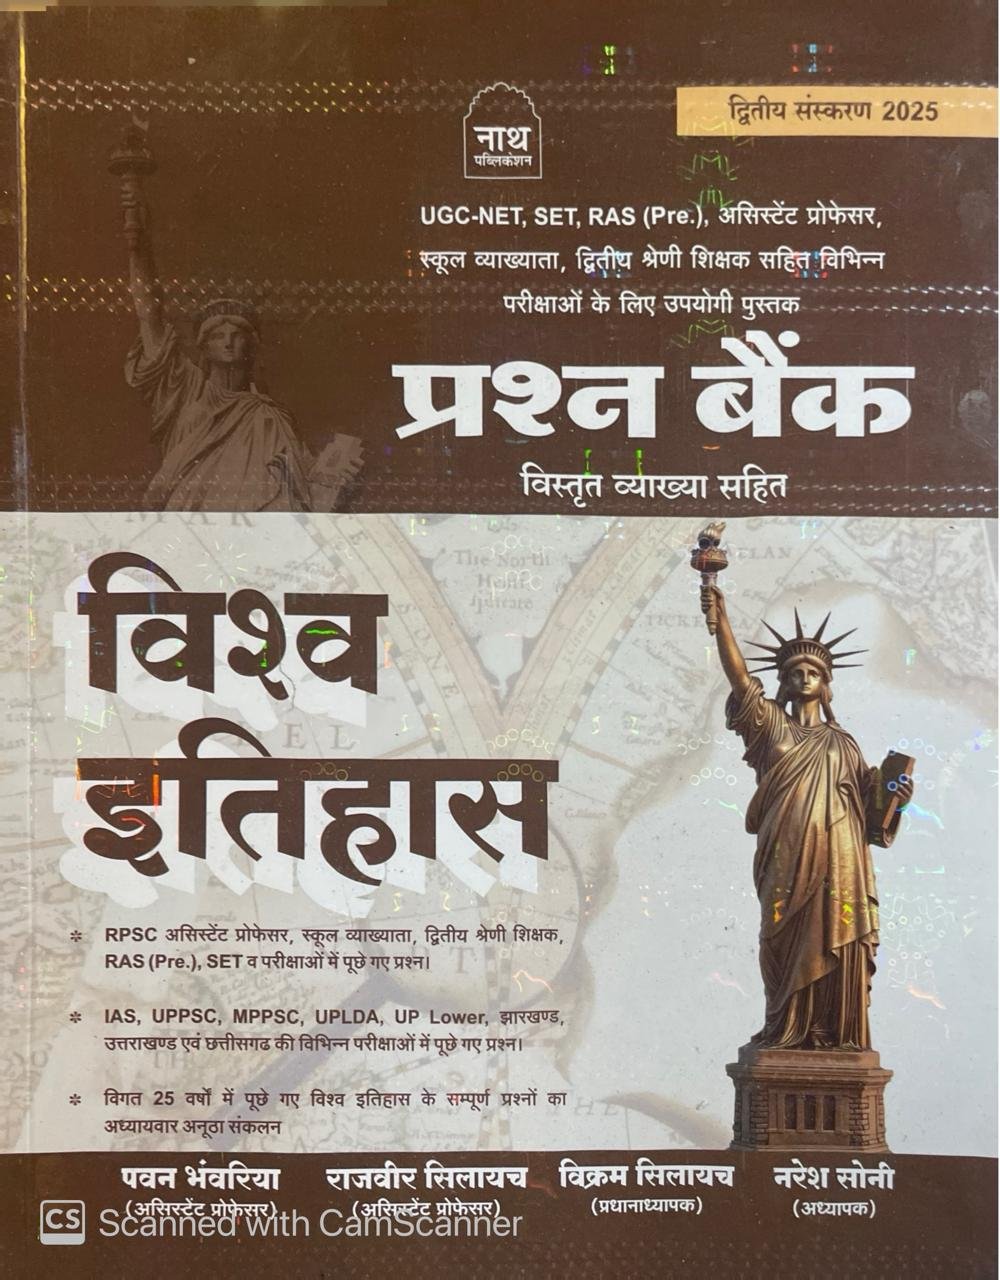 द्वितीय संस्करण 2025
नाथ
पब्लिकेशन
UGC-NET, SET, RAS (Pre.), असिस्टेंट प्रोफेसर,
स्कूल व्याख्याता, द्वितीय श्रेणी शिक्षक सहित विभिन्न
परीक्षाओं के लिए उपयोगी पुस्तक
प्रश्न बैंक
विस्तृत व्याख्या सहित
विश्व
इतिहास
* RPSC असिस्टेंट प्रोफेसर, स्कूल व्याख्याता, द्वितीय श्रेणी शिक्षक,
RAS (Pre.), SET व परीक्षाओं में पूछे गए प्रश्न।
* IAS, UPPSC, MPPSC, UPLDA, UP Lower, झारखण्ड,
उत्तराखण्ड एवं छत्तीसगढ की विभिन्न परीक्षाओं में पूछे गए प्रश्न।
* विगत 25 वर्षों में पूछे गए विश्व इतिहास के सम्पूर्ण प्रश्नों का
अध्यायवार अनूठा संकलन
पवन भंवरिया राजवीर सिलायच विक्रम सिलायच नरेश सोनी
(असिस्टेंट प्रोफेसर) (असिस्टेंट प्रोफेसर) (प्रधानाध्यापक) (अध्यापक)
CS Scanned with CamScanner